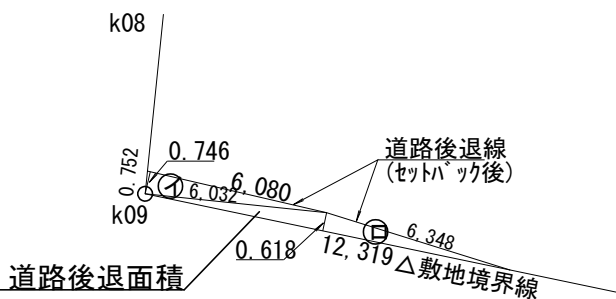 k08
0.752
0.746
道路後退線
(セットバック後)
イ
6,080
6,032
k09
ロ
6,348
0.618
12,319
△敷地境界線
道路後退面積